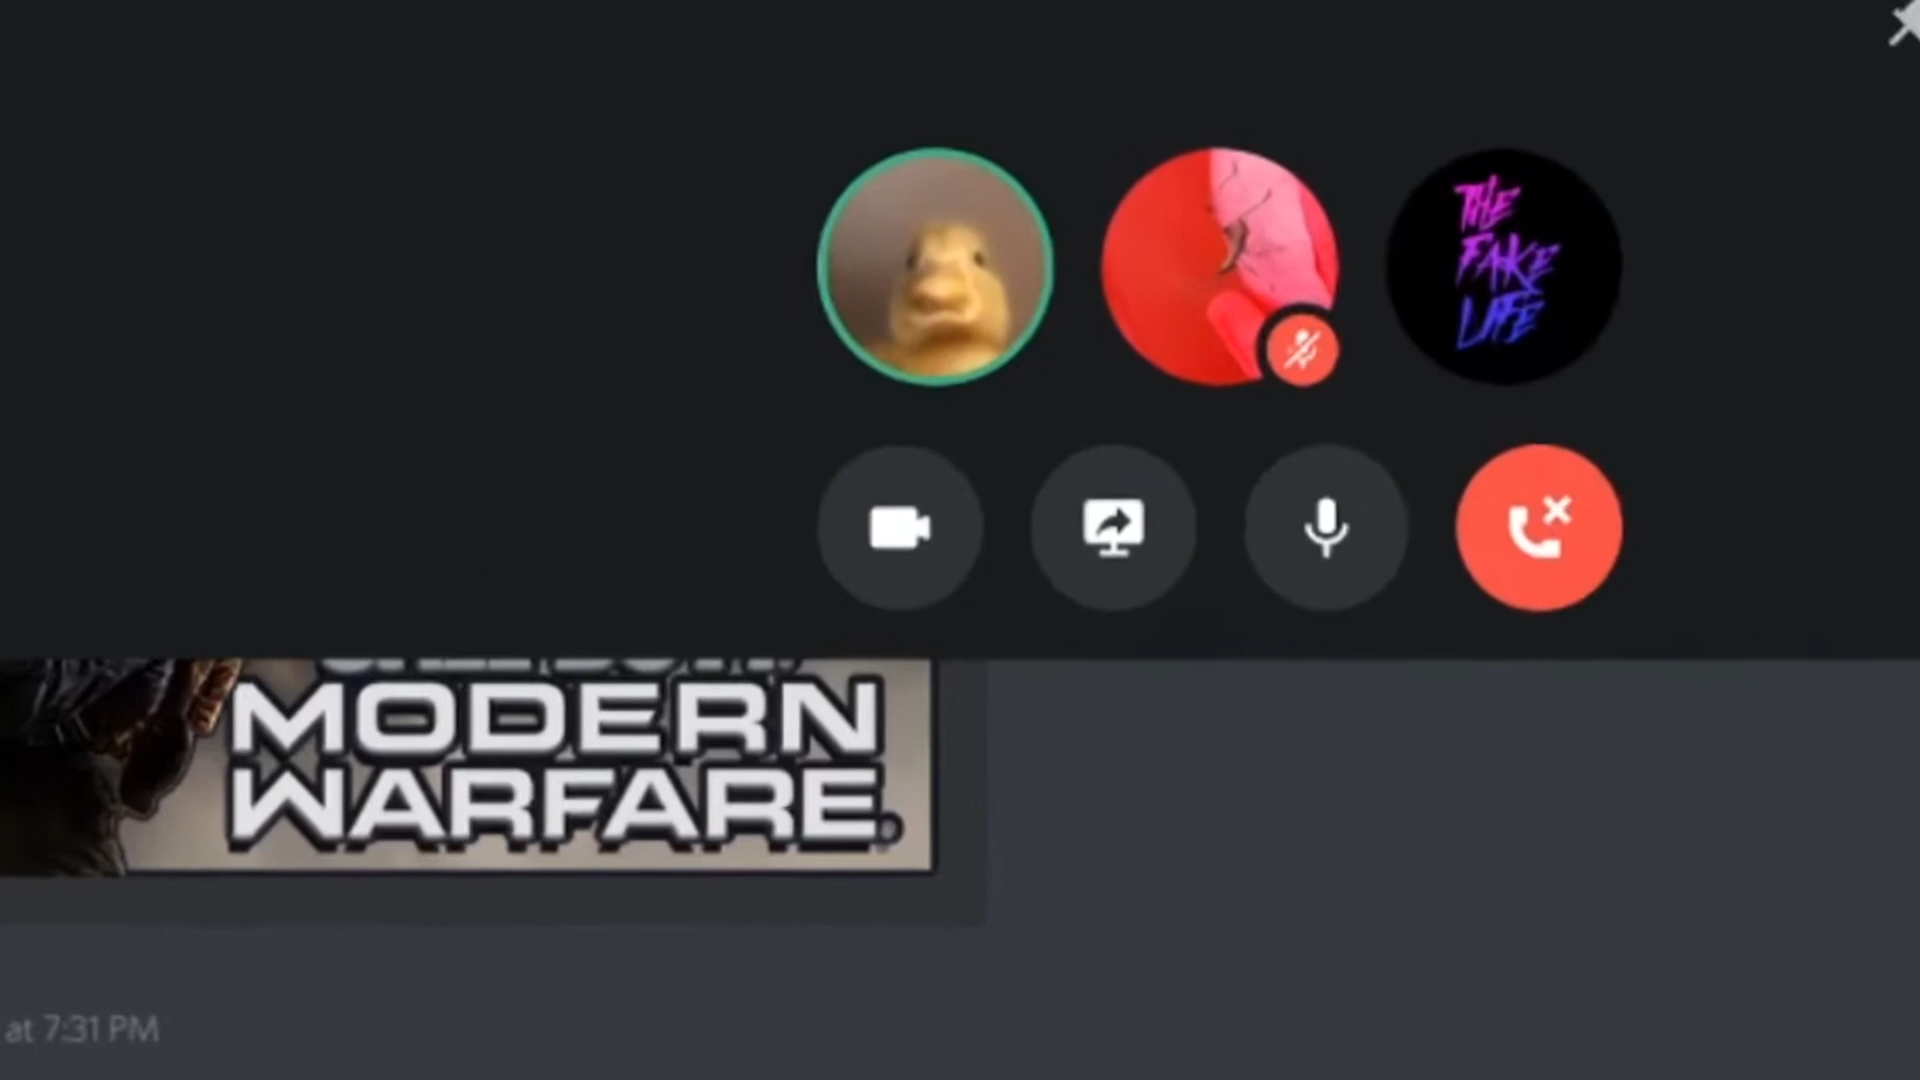 THE
FAKE
LIFE
MODERN
WARFARE.
at 7:31 PM